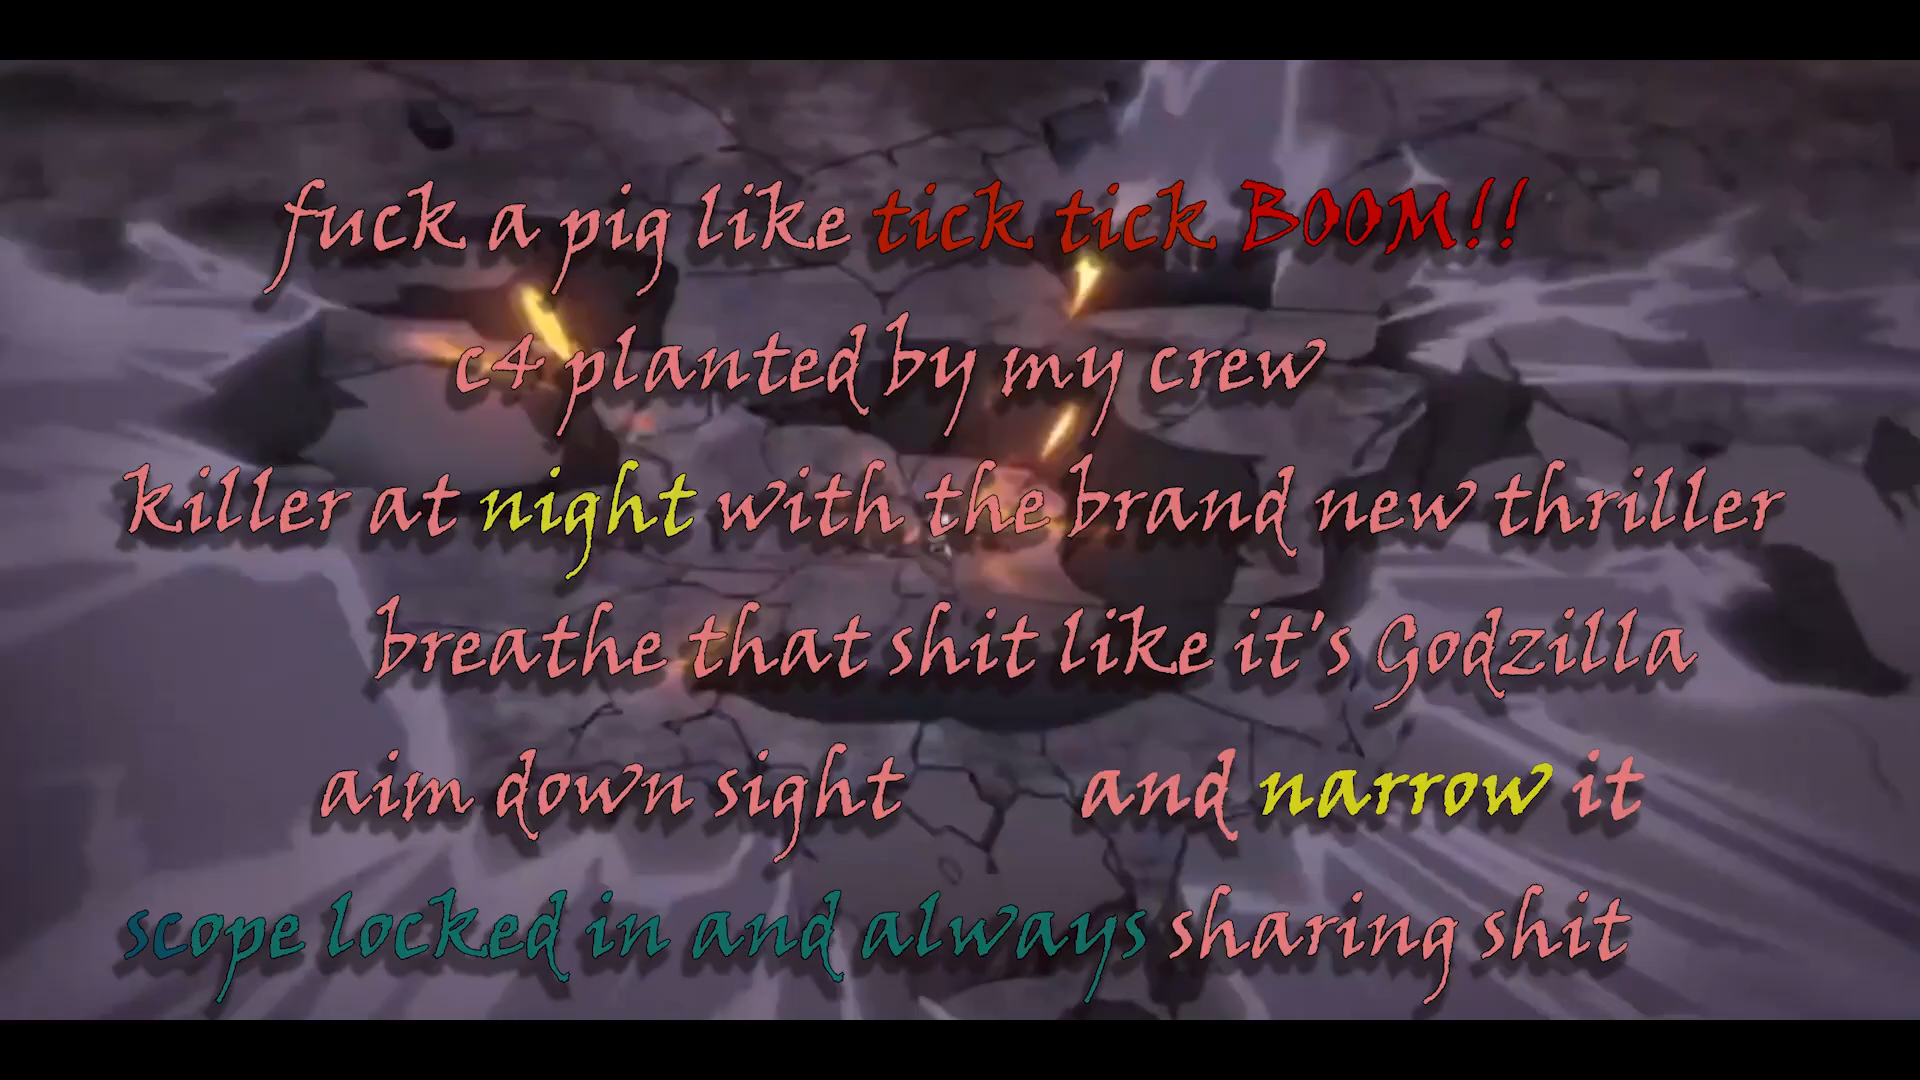 fuck a pig like tick tick BOOM!!
c4 planted by my crew
killer at night with the brand new thriller
breathe that shit like it's Godzilla
aim down sight and narrow it
scope locked in and always sharing shit